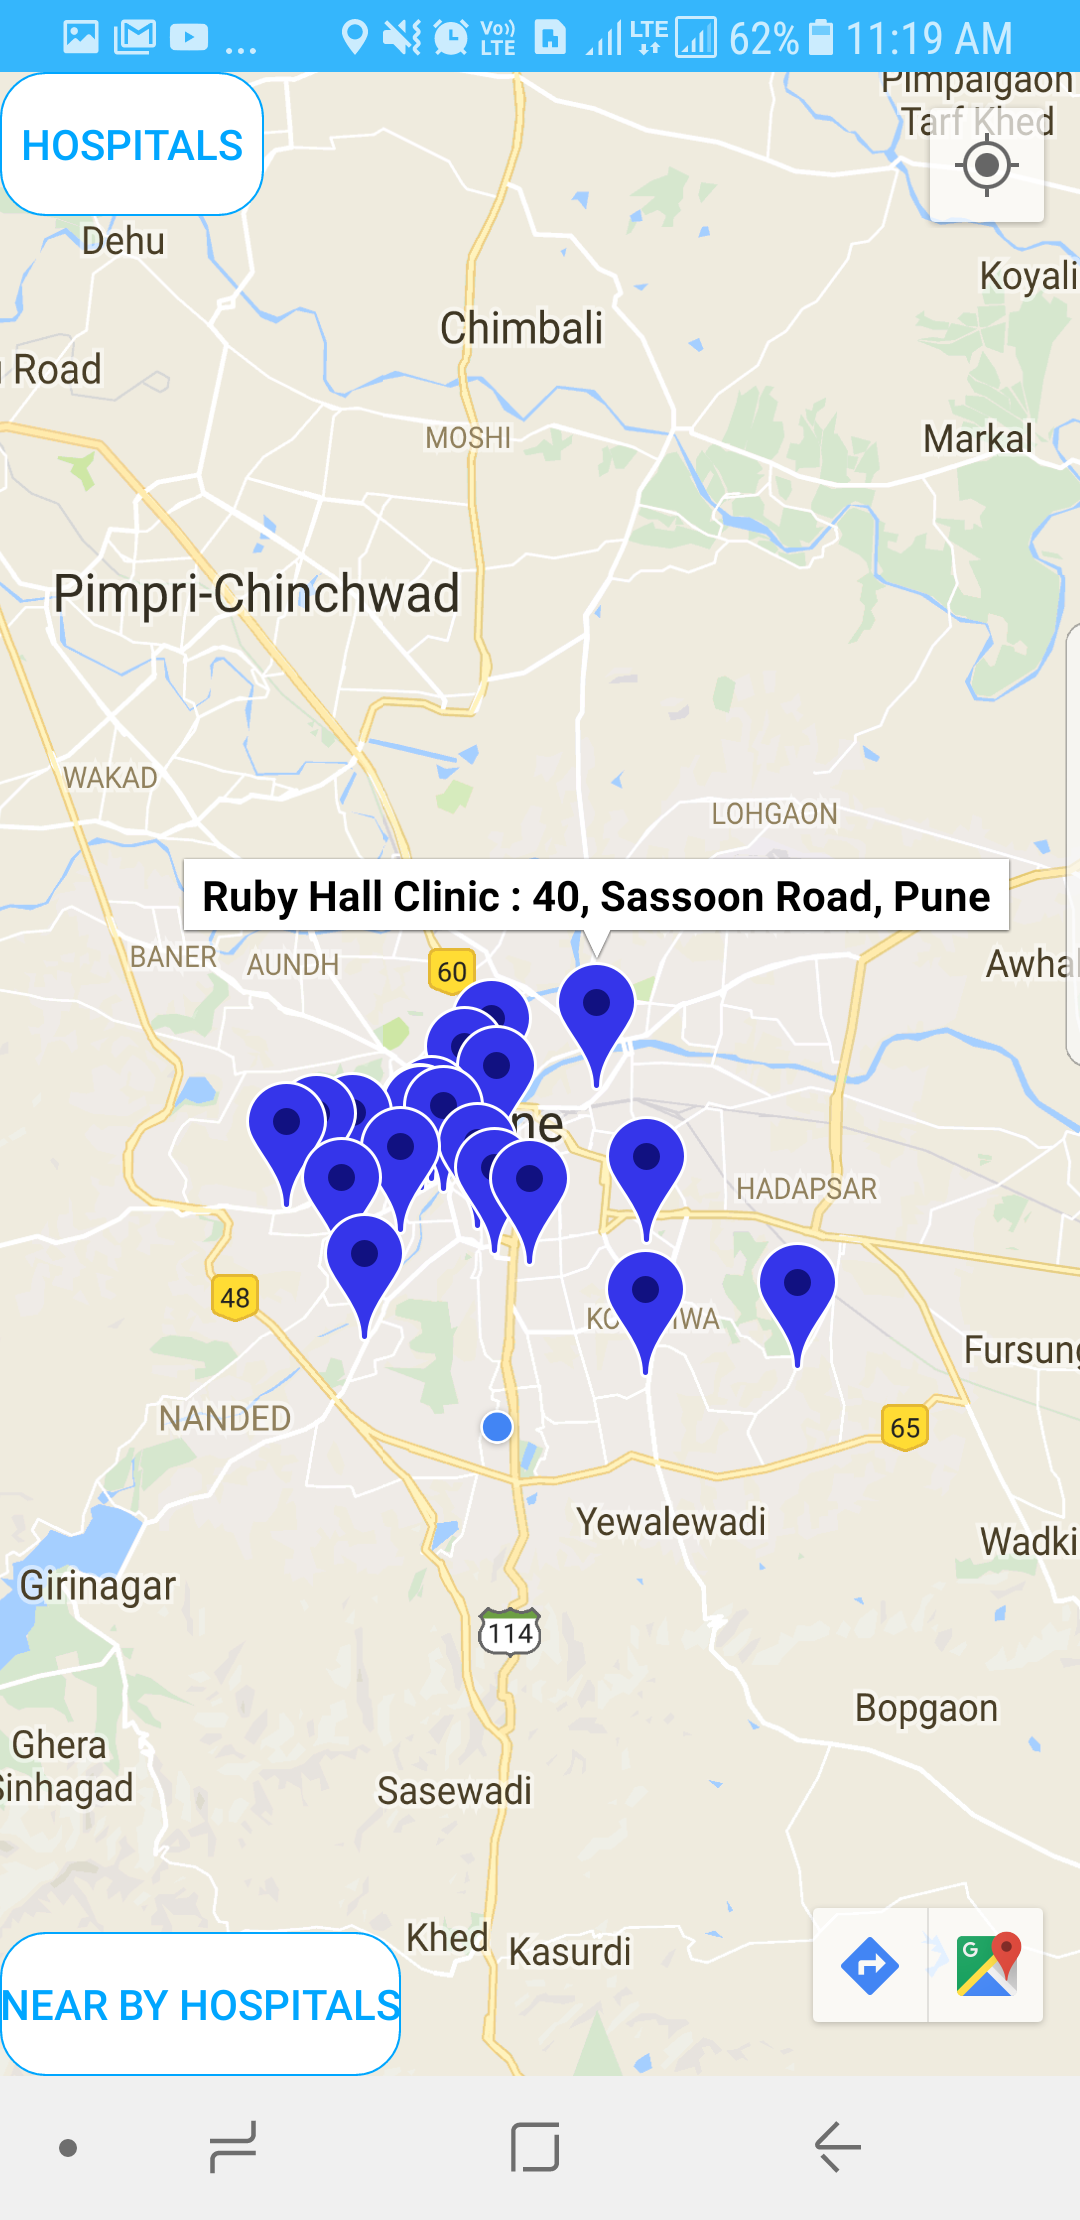 ... Vo)) LTE LTE 62% 11:19 AM
Pimpalgaon
Tarf Khed
HOSPITALS
Dehu
Koyali
Chimbali
Road
MOSHI
Markal
Pimpri-Chinchwad
WAKAD
LOHGAON
Ruby Hall Clinic : 40, Sassoon Road, Pune
BANER
AUNDH
60
Awha
ne
HADAPSAR
48
KO WA
Fursung
NANDED
65
Yewalewadi
Wadki
Girinagar
114
Bopgaon
Ghera
Sinhagad
Sasewadi
Khed
Kasurdi
NEAR BY HOSPITALS
G